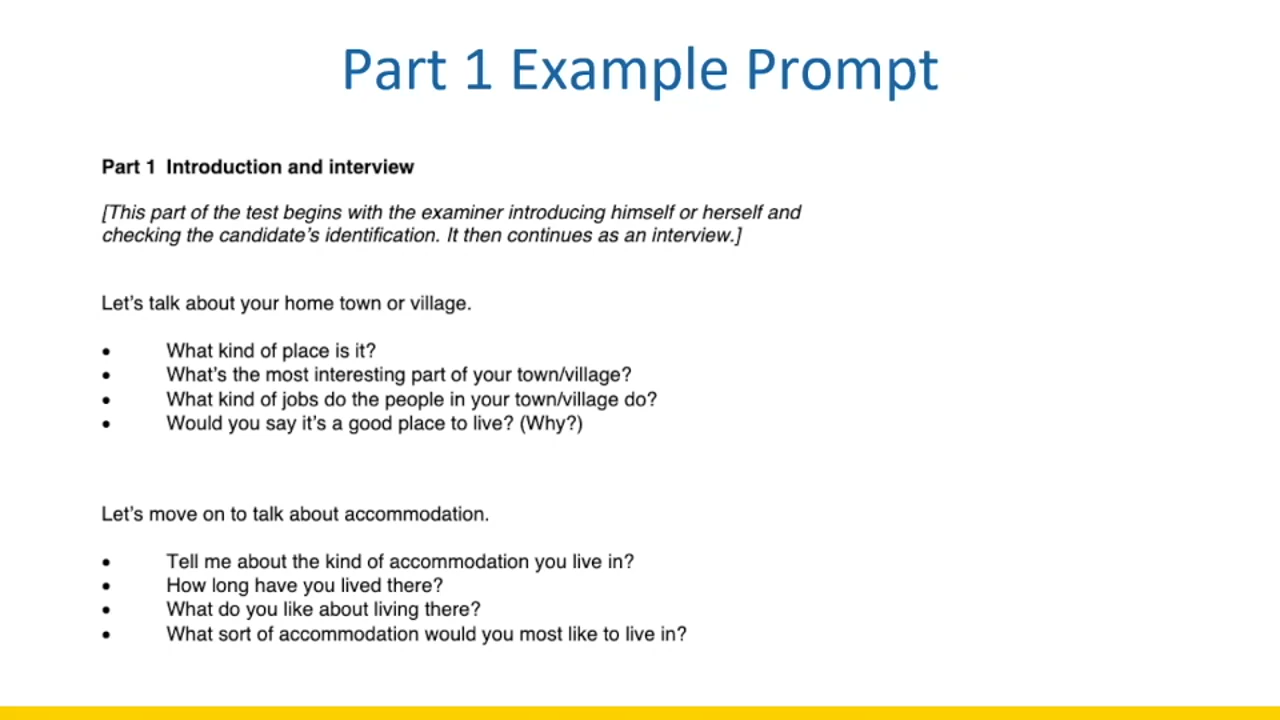 Part 1 Example Prompt
Part 1 Introduction and interview
[This part of the test begins with the examiner introducing himself or herself and
checking the candidate's identification. It then continues as an interview.]
Let's talk about your home town or village.
• What kind of place is it?
• What's the most interesting part of your town/village?
• What kind of jobs do the people in your town/village do?
• Would you say it's a good place to live? (Why?)
Let's move on to talk about accommodation.
• Tell me about the kind of accommodation you live in?
• How long have you lived there?
• What do you like about living there?
• What sort of accommodation would you most like to live in?